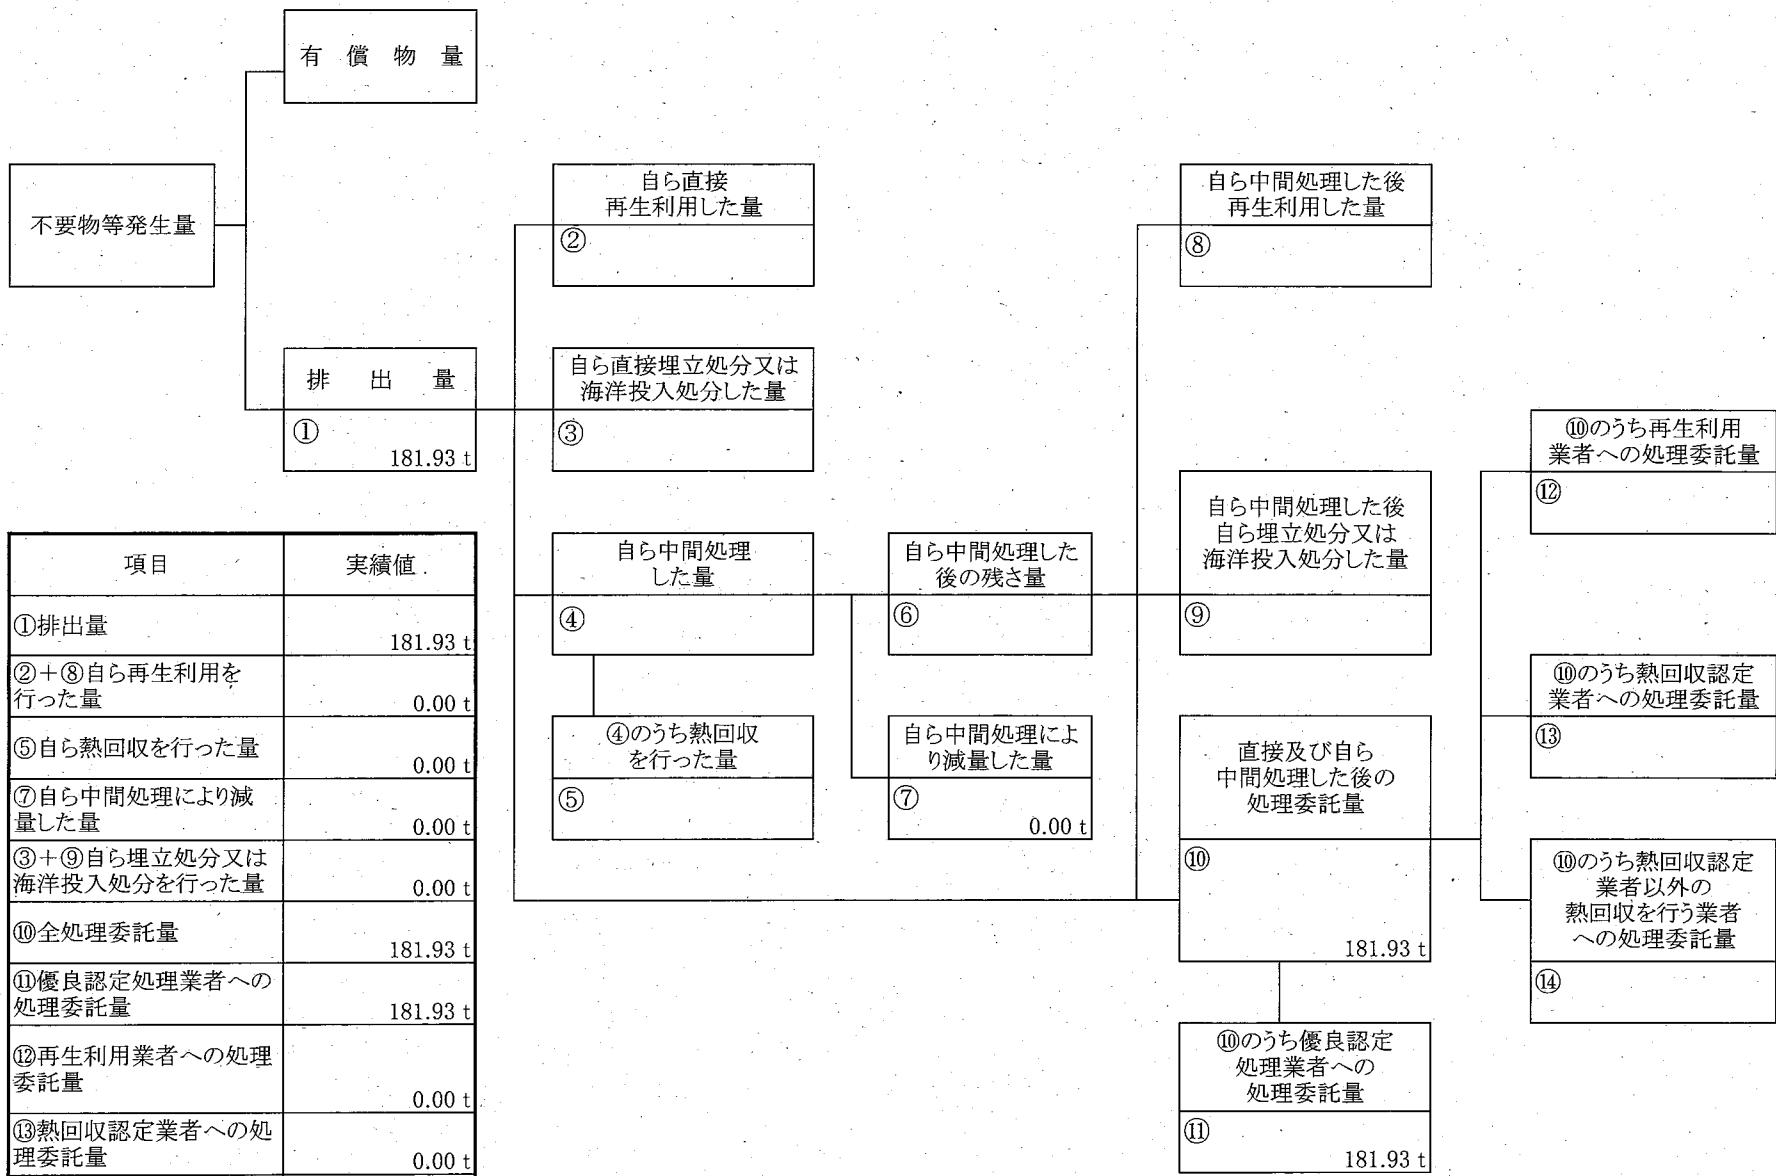 有 償 物 量
不要物等発生量
自ら直接
再生利用した量
②
自ら中間処理した後
再生利用した量
⑧
排 出 量
①
181.93 t
自ら直接埋立処分又は
海洋投入処分した量
③
⑩のうち再生利用
業者への処理委託量
⑫
自ら中間処理
した量
④
自ら中間処理した
後の残さ量
⑥
自ら中間処理した後
自ら埋立処分又は
海洋投入処分した量
⑨
⑩のうち熱回収認定
業者への処理委託量
⑬
④のうち熱回収
を行った量
⑤
自ら中間処理によ
り減量した量
⑦
0.00 t
直接及び自ら
中間処理した後の
処理委託量
⑩
181.93 t
⑩のうち熱回収認定
業者以外の
熱回収を行う業者
への処理委託量
⑭
⑩のうち優良認定
処理業者への
処理委託量
⑪
181.93 t
項目 実績値
①排出量
181.93 t
②+⑧自ら再生利用を
行った量
0.00 t
⑤自ら熱回収を行った量
0.00 t
⑦自ら中間処理により減
量した量
0.00 t
③+⑨自ら埋立処分又は
海洋投入処分を行った量
0.00 t
⑩全処理委託量
181.93 t
⑪優良認定処理業者への
処理委託量
181.93 t
⑫再生利用業者への処理
委託量
0.00 t
⑬熱回収認定業者への処
理委託量
0.00 t